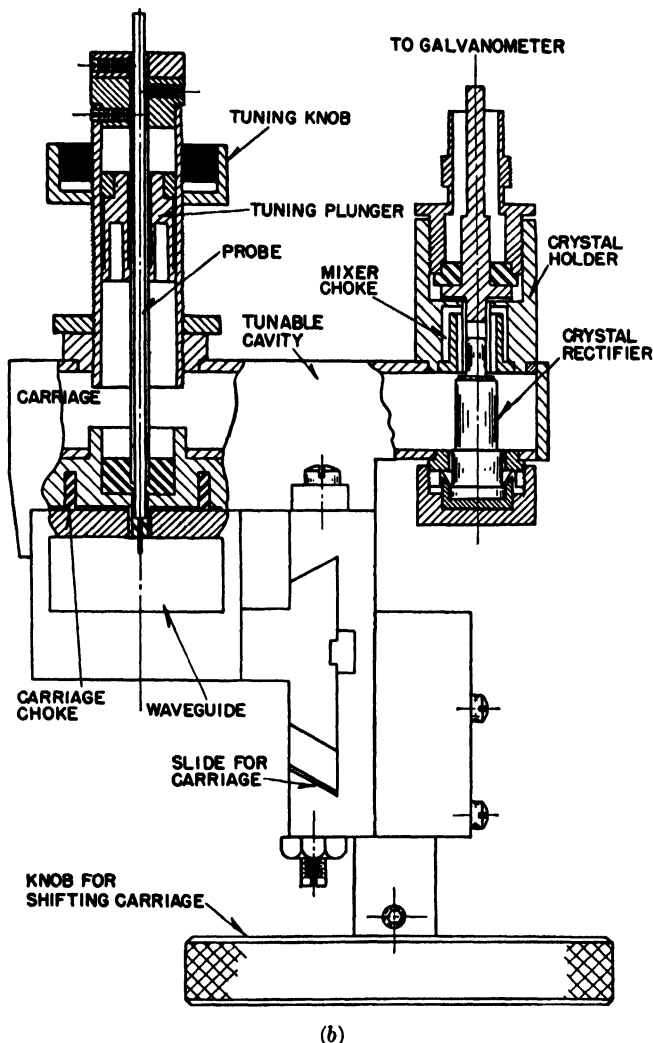 TO GALVANOMETER
TUNING KNOB
TUNING PLUNGER
PROBE
CRYSTAL
HOLDER
MIXER
CHOKE
TUNABLE
CAVITY
CRYSTAL
RECTIFIER
CARRIAGE
CARRIAGE
CHOKE
WAVEGUIDE
SLIDE FOR
CARRIAGE
KNOB FOR
SHIFTING CARRIAGE
(b)